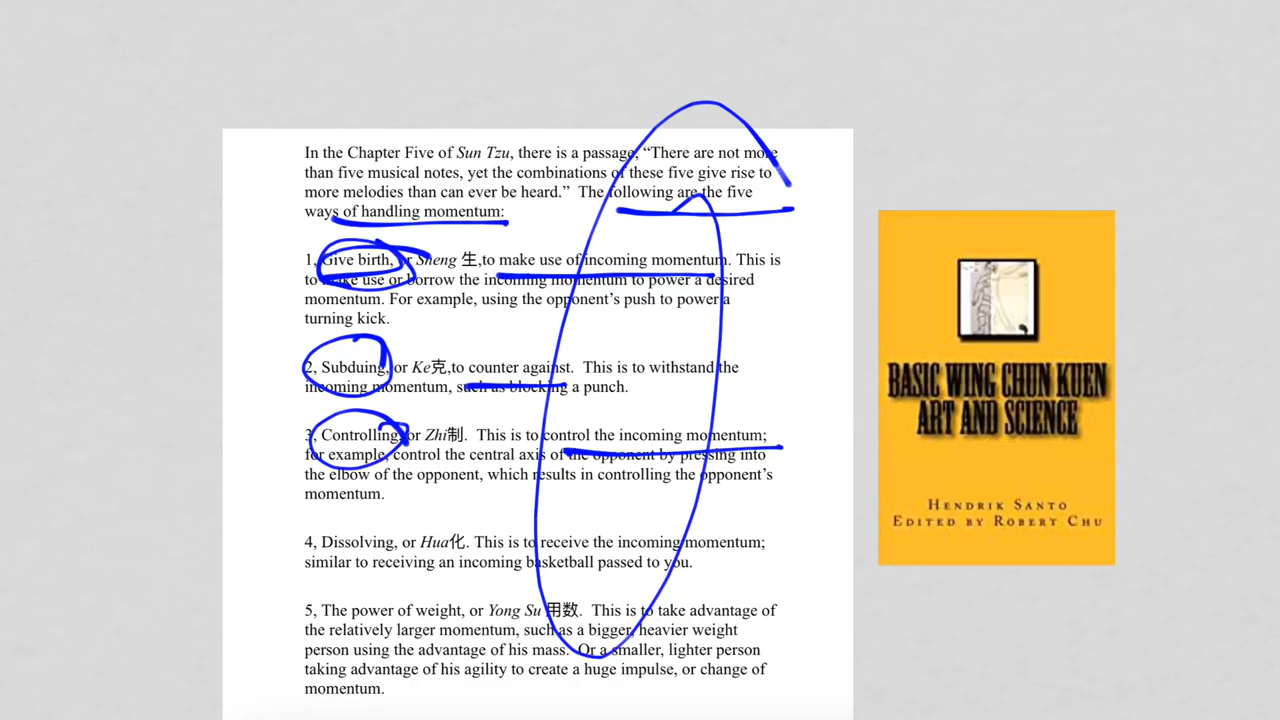 In the Chapter Five of Sun Tzu, there is a passage, “There are not more
than five musical notes, yet the combinations of these five give rise to
more melodies than can ever be heard.” The following are the five
ways of handling momentum:
1, Give birth, or Sheng 生,to make use of incoming momentum. This is
to make use or borrow the incoming momentum to power a desired
momentum. For example, using the opponent’s push to power a
turning kick.
2, Subduing, or Ke克,to counter against. This is to withstand the
incoming momentum, such as blocking a punch.
3, Controlling, or Zhi制. This is to control the incoming momentum;
for example, control the central axis of the opponent by pressing into
the elbow of the opponent, which results in controlling the opponent’s
momentum.
4, Dissolving, or Hua化. This is to receive the incoming momentum;
similar to receiving an incoming basketball passed to you.
5, The power of weight, or Yong Su 用数. This is to take advantage of
the relatively larger momentum, such as a bigger, heavier weight
person using the advantage of his mass. Or a smaller, lighter person
taking advantage of his agility to create a huge impulse, or change of
momentum.
BASIC WING CHUN KUEN
ART AND SCIENCE
HENDRIK SANTO
EDITED BY ROBERT CHU